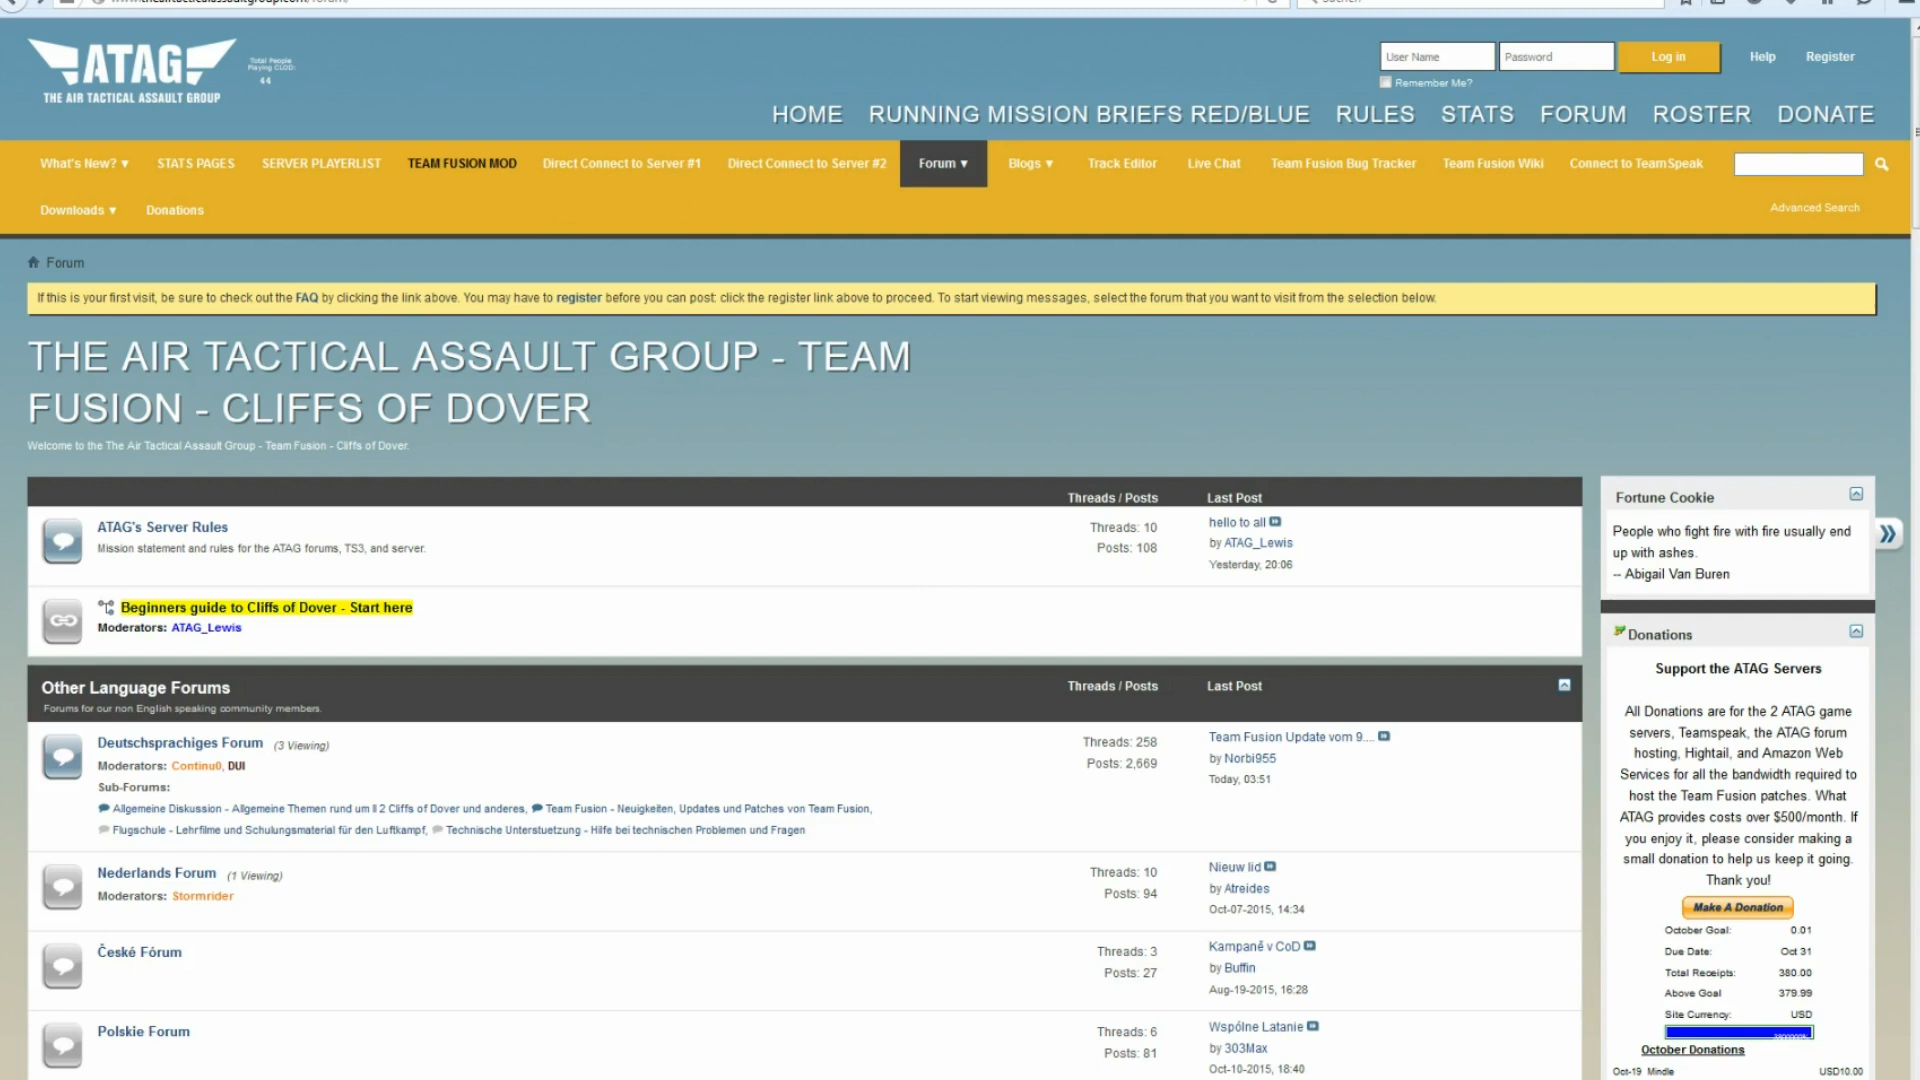 www.theairtacticalassaultgroup.com/forum/
Suchen
ATAG
THE AIR TACTICAL ASSAULT GROUP
Total People
Playing CLOD:
44
User Name
Password
Log in
Help
Register
Remember Me?
HOME RUNNING MISSION BRIEFS RED/BLUE RULES STATS FORUM ROSTER DONATE
What's New? ▾ STATS PAGES SERVER PLAYERLIST TEAM FUSION MOD Direct Connect to Server #1 Direct Connect to Server #2 Forum ▾ Blogs ▾ Track Editor Live Chat Team Fusion Bug Tracker Team Fusion Wiki Connect to TeamSpeak
Downloads ▾ Donations
Advanced Search
Forum
If this is your first visit, be sure to check out the FAQ by clicking the link above. You may have to register before you can post: click the register link above to proceed. To start viewing messages, select the forum that you want to visit from the selection below.
THE AIR TACTICAL ASSAULT GROUP - TEAM
FUSION - CLIFFS OF DOVER
Welcome to the The Air Tactical Assault Group - Team Fusion - Cliffs of Dover.
Threads / Posts Last Post
ATAG's Server Rules
Mission statement and rules for the ATAG forums, TS3, and server.
Threads: 10
Posts: 108
hello to all
by ATAG_Lewis
Yesterday, 20:06
Beginners guide to Cliffs of Dover - Start here
Moderators: ATAG_Lewis
Other Language Forums
Forums for our non English speaking community members.
Threads / Posts Last Post
Deutschsprachiges Forum (3 Viewing)
Moderators: Continu0, DUI
Sub-Forums:
Allgemeine Diskussion - Allgemeine Themen rund um Il 2 Cliffs of Dover und anderes, Team Fusion - Neuigkeiten, Updates und Patches von Team Fusion,
Flugschule - Lehrfilme und Schulungsmaterial für den Luftkampf, Technische Unterstuetzung - Hilfe bei technischen Problemen und Fragen
Threads: 258
Posts: 2,669
Team Fusion Update vom 9....
by Norbi955
Today, 03:51
Nederlands Forum (1 Viewing)
Moderators: Stormrider
Threads: 10
Posts: 94
Nieuw lid
by Atreides
Oct-07-2015, 14:34
České Fórum
Threads: 3
Posts: 27
Kampaně v CoD
by Buffin
Aug-19-2015, 16:28
Polskie Forum
Threads: 6
Posts: 81
Wspólne Latanie
by 303Max
Oct-10-2015, 18:40
Fortune Cookie
People who fight fire with fire usually end
up with ashes.
-- Abigail Van Buren
Donations
Support the ATAG Servers
All Donations are for the 2 ATAG game
servers, Teamspeak, the ATAG forum
hosting, Hightail, and Amazon Web
Services for all the bandwidth required to
host the Team Fusion patches. What
ATAG provides costs over $500/month. If
you enjoy it, please consider making a
small donation to help us keep it going.
Thank you!
Make A Donation
October Goal: 0.01
Due Date: Oct 31
Total Receipts: 380.00
Above Goal 379.99
Site Currency: USD
October Donations
Oct-19 Mindle USD10.00